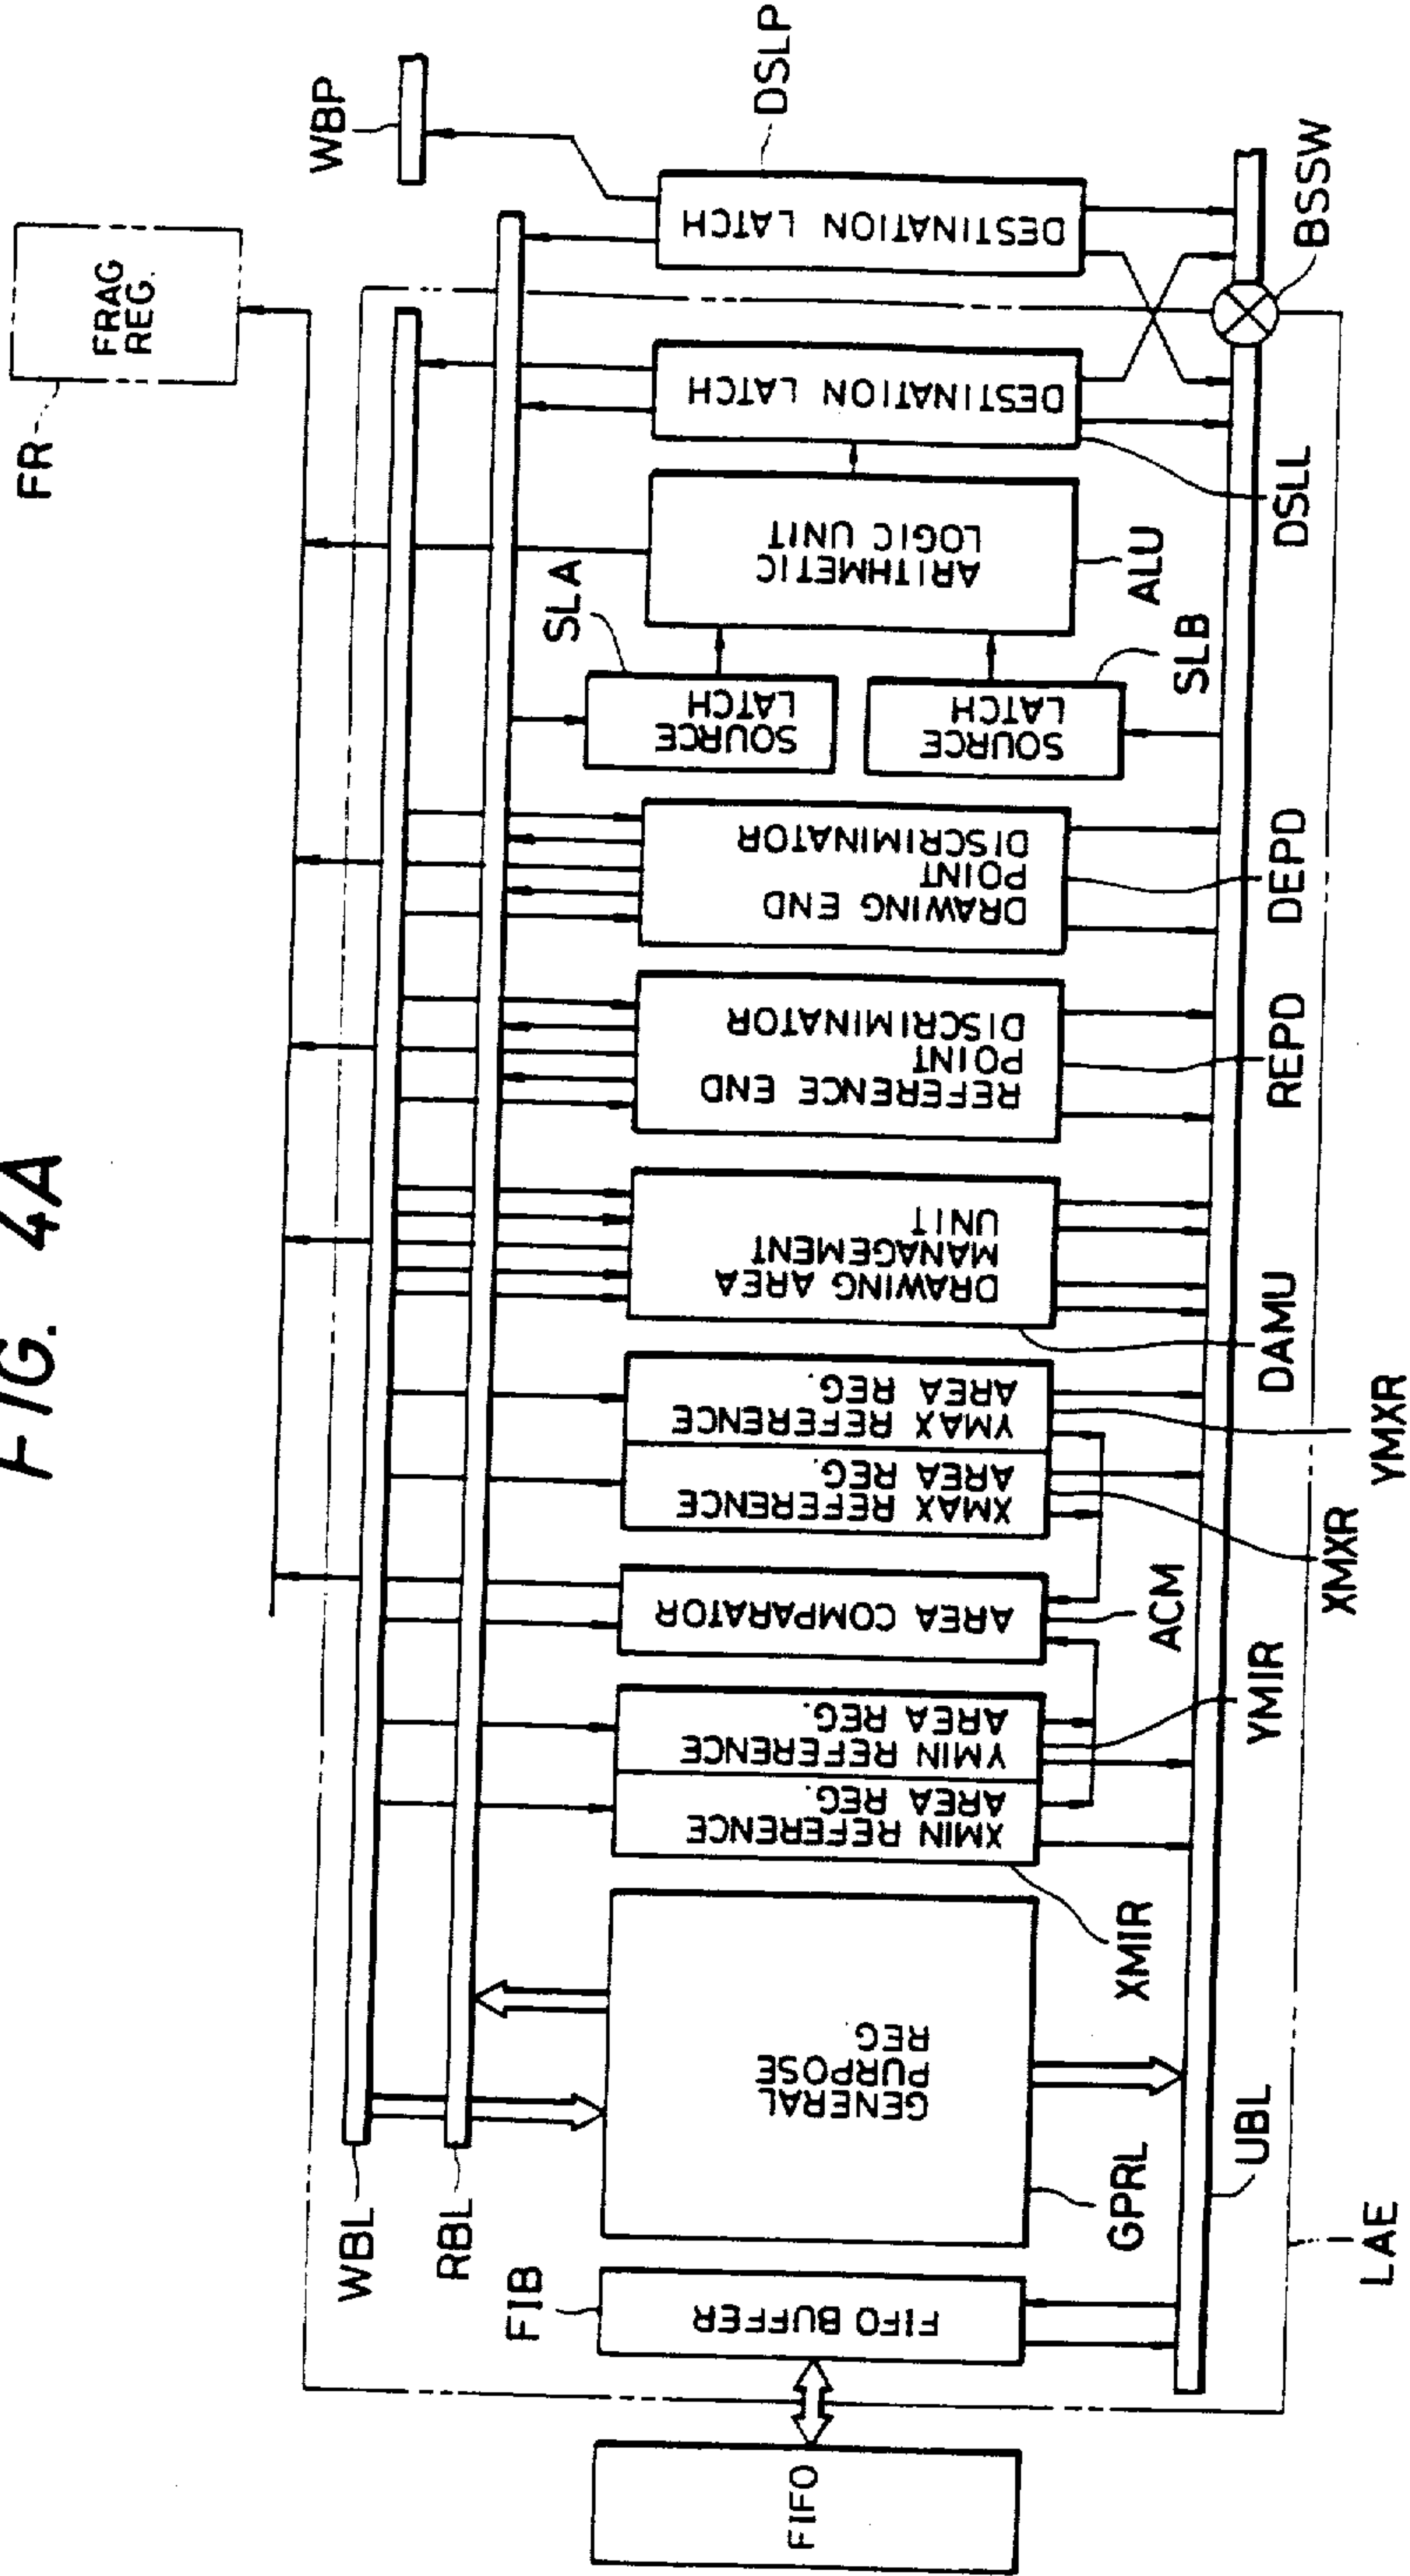 FIG. 4A
FR
FRAG
REG.
WBP
DSLP
WBL
RBL
FIFO
FIB
FIFO BUFFER
GENERAL
PURPOSE
REG
GPRL
XMIN REFERENCE
AREA REG.
XMIR
YMIN REFERENCE
AREA REG.
YMIR
AREA COMPARATOR
ACM
XMAX REFERENCE
AREA REG.
XMXR
YMAX REFERENCE
AREA REG.
YMXR
DRAWING AREA
MANAGEMENT
UNIT
DAMU
REFERENCE END
POINT
DISCRIMINATOR
REPD
DRAWING END
POINT
DISCRIMINATOR
DEPD
SLA
SOURCE
LATCH
SOURCE
LATCH
SLB
ARITHMETIC
LOGIC UNIT
ALU
DESTINATION LATCH
DSLL
DESTINATION LATCH
BSSW
UBL
LAE